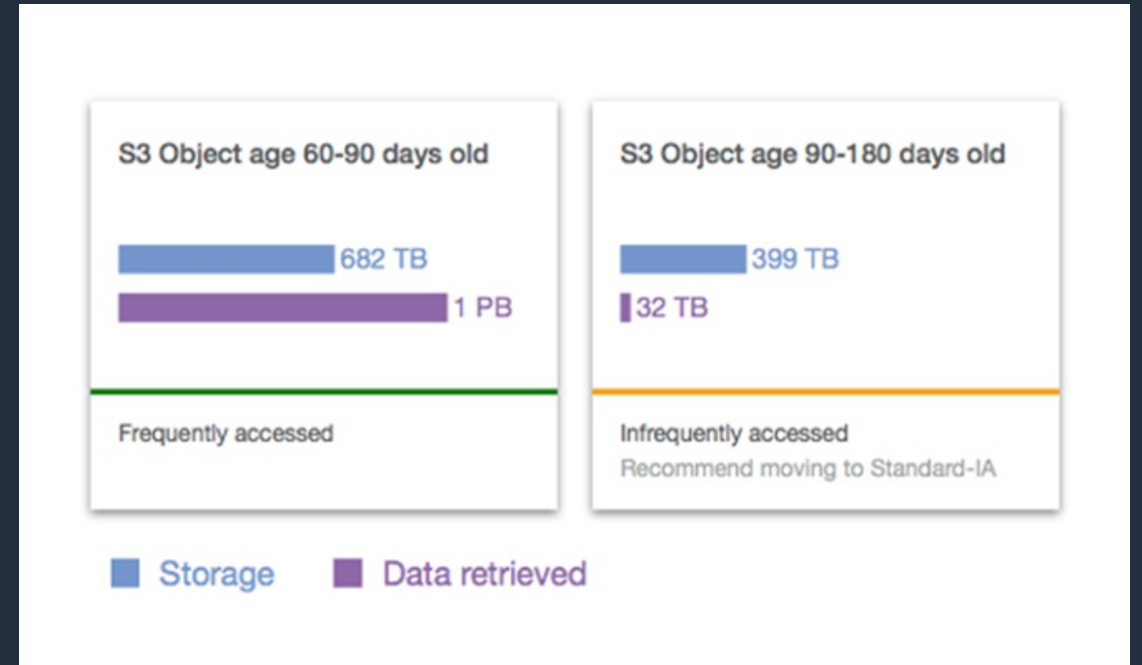 S3 Object age 60-90 days old
682 TB
1 PB
Frequently accessed
S3 Object age 90-180 days old
399 TB
32 TB
Infrequently accessed
Recommend moving to Standard-IA
Storage
Data retrieved